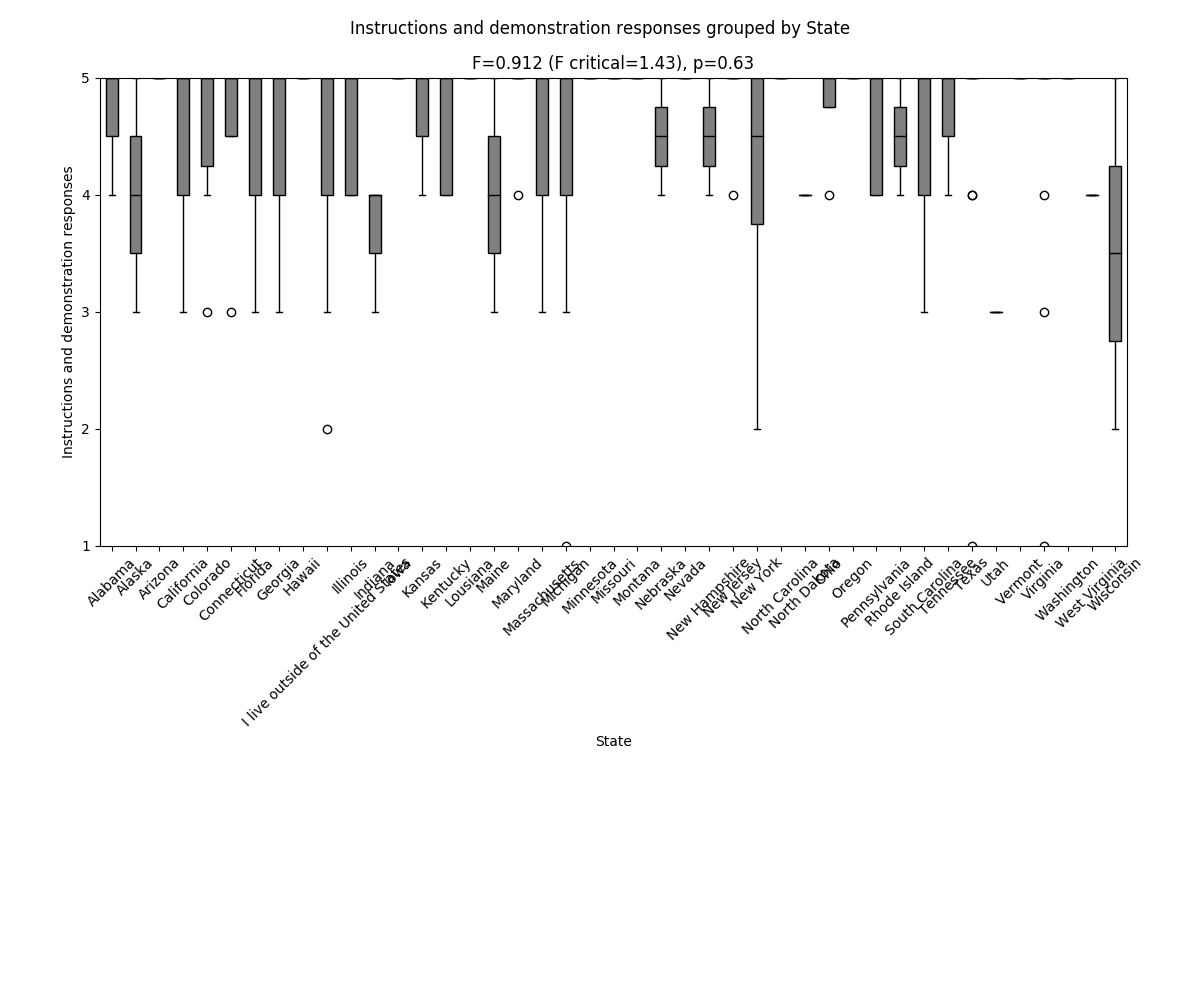 Instructions and demonstration responses grouped by State
F=0.912 (F critical=1.43), p=0.63
Instructions and demonstration responses
5
4
3
2
1
Alabama
Alaska
Arizona
California
Colorado
Connecticut
Florida
Georgia
Hawaii
I live outside of the United States
Illinois
Indiana
Iowa
Kansas
Kentucky
Lousiana
Maine
Maryland
Massachusetts
Michigan
Minnesota
Missouri
Montana
Nebraska
Nevada
New Hampshire
New Jersey
New York
North Carolina
North Dakota
Ohio
Oregon
Pennsylvania
Rhode Island
South Carolina
Tennessee
Texas
Utah
Vermont
Virginia
Washington
West Virginia
Wisconsin
State